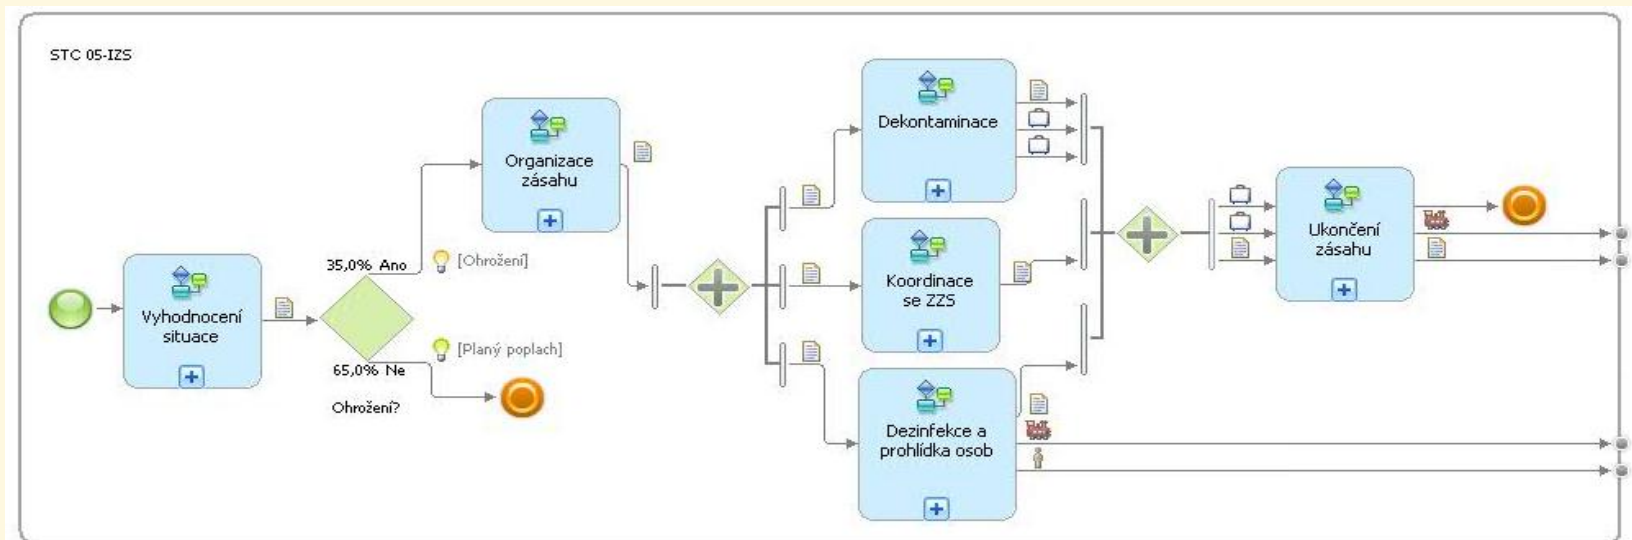 STC 05-IZS
Vyhodnocení
situace
35,0% Ano
[Ohrožení]
65,0% Ne
[Planý poplach]
Ohrožení?
Organizace
zásahu
Dekontaminace
Koordinace
se ZZS
Dezinfekce a
prohlídka osob
Ukončení
zásahu